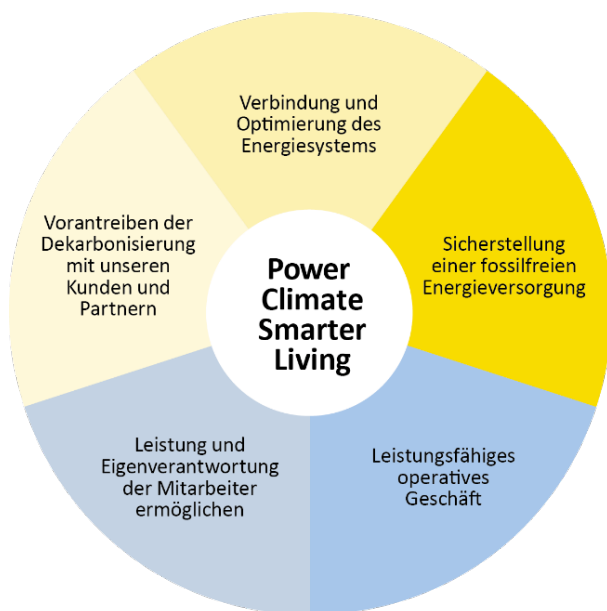 Verbindung und
Optimierung des
Energiesystems
Sicherstellung
einer fossilfreien
Energieversorgung
Leistungsfähiges
operatives
Geschäft
Leistung und
Eigenverantwortung
der Mitarbeiter
ermöglichen
Vorantreiben der
Dekarbonisierung
mit unseren
Kunden und
Partnern
Power
Climate
Smarter
Living